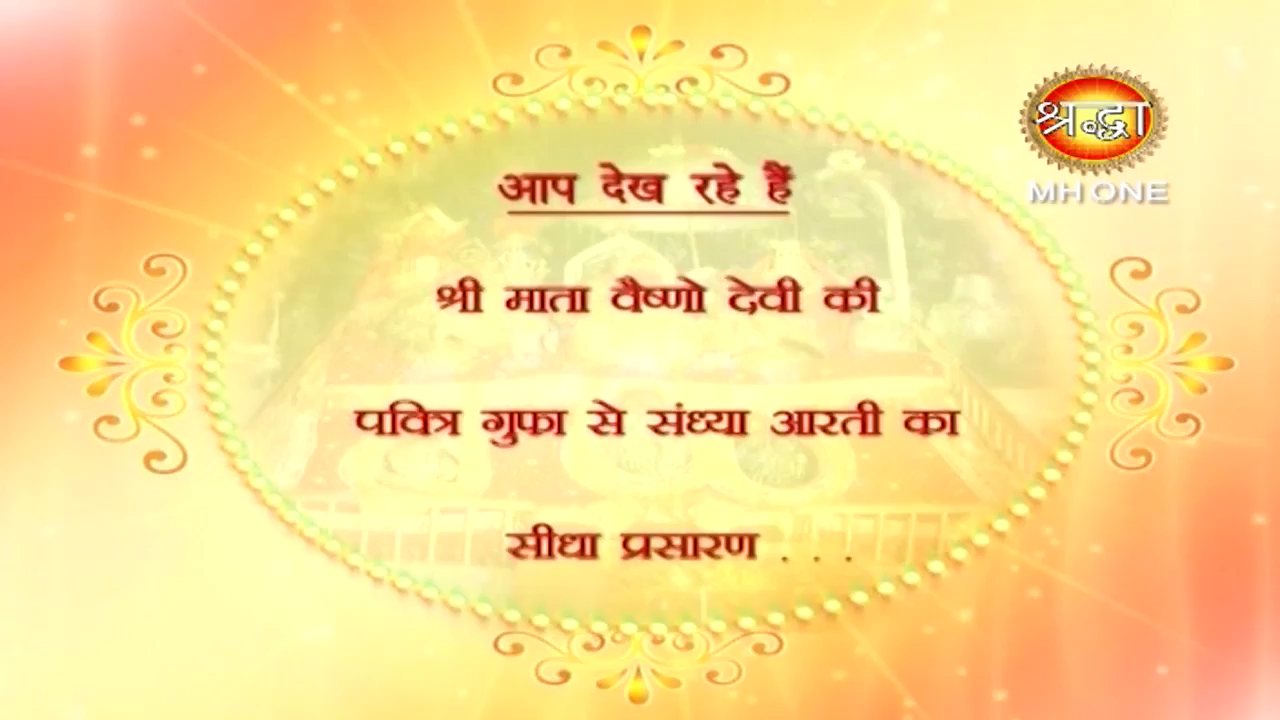 श्रद्धा
MH ONE
आप देख रहे हैं
श्री माता वैष्णो देवी की
पवित्र गुफा से संध्या आरती का
सीधा प्रसारण . . .